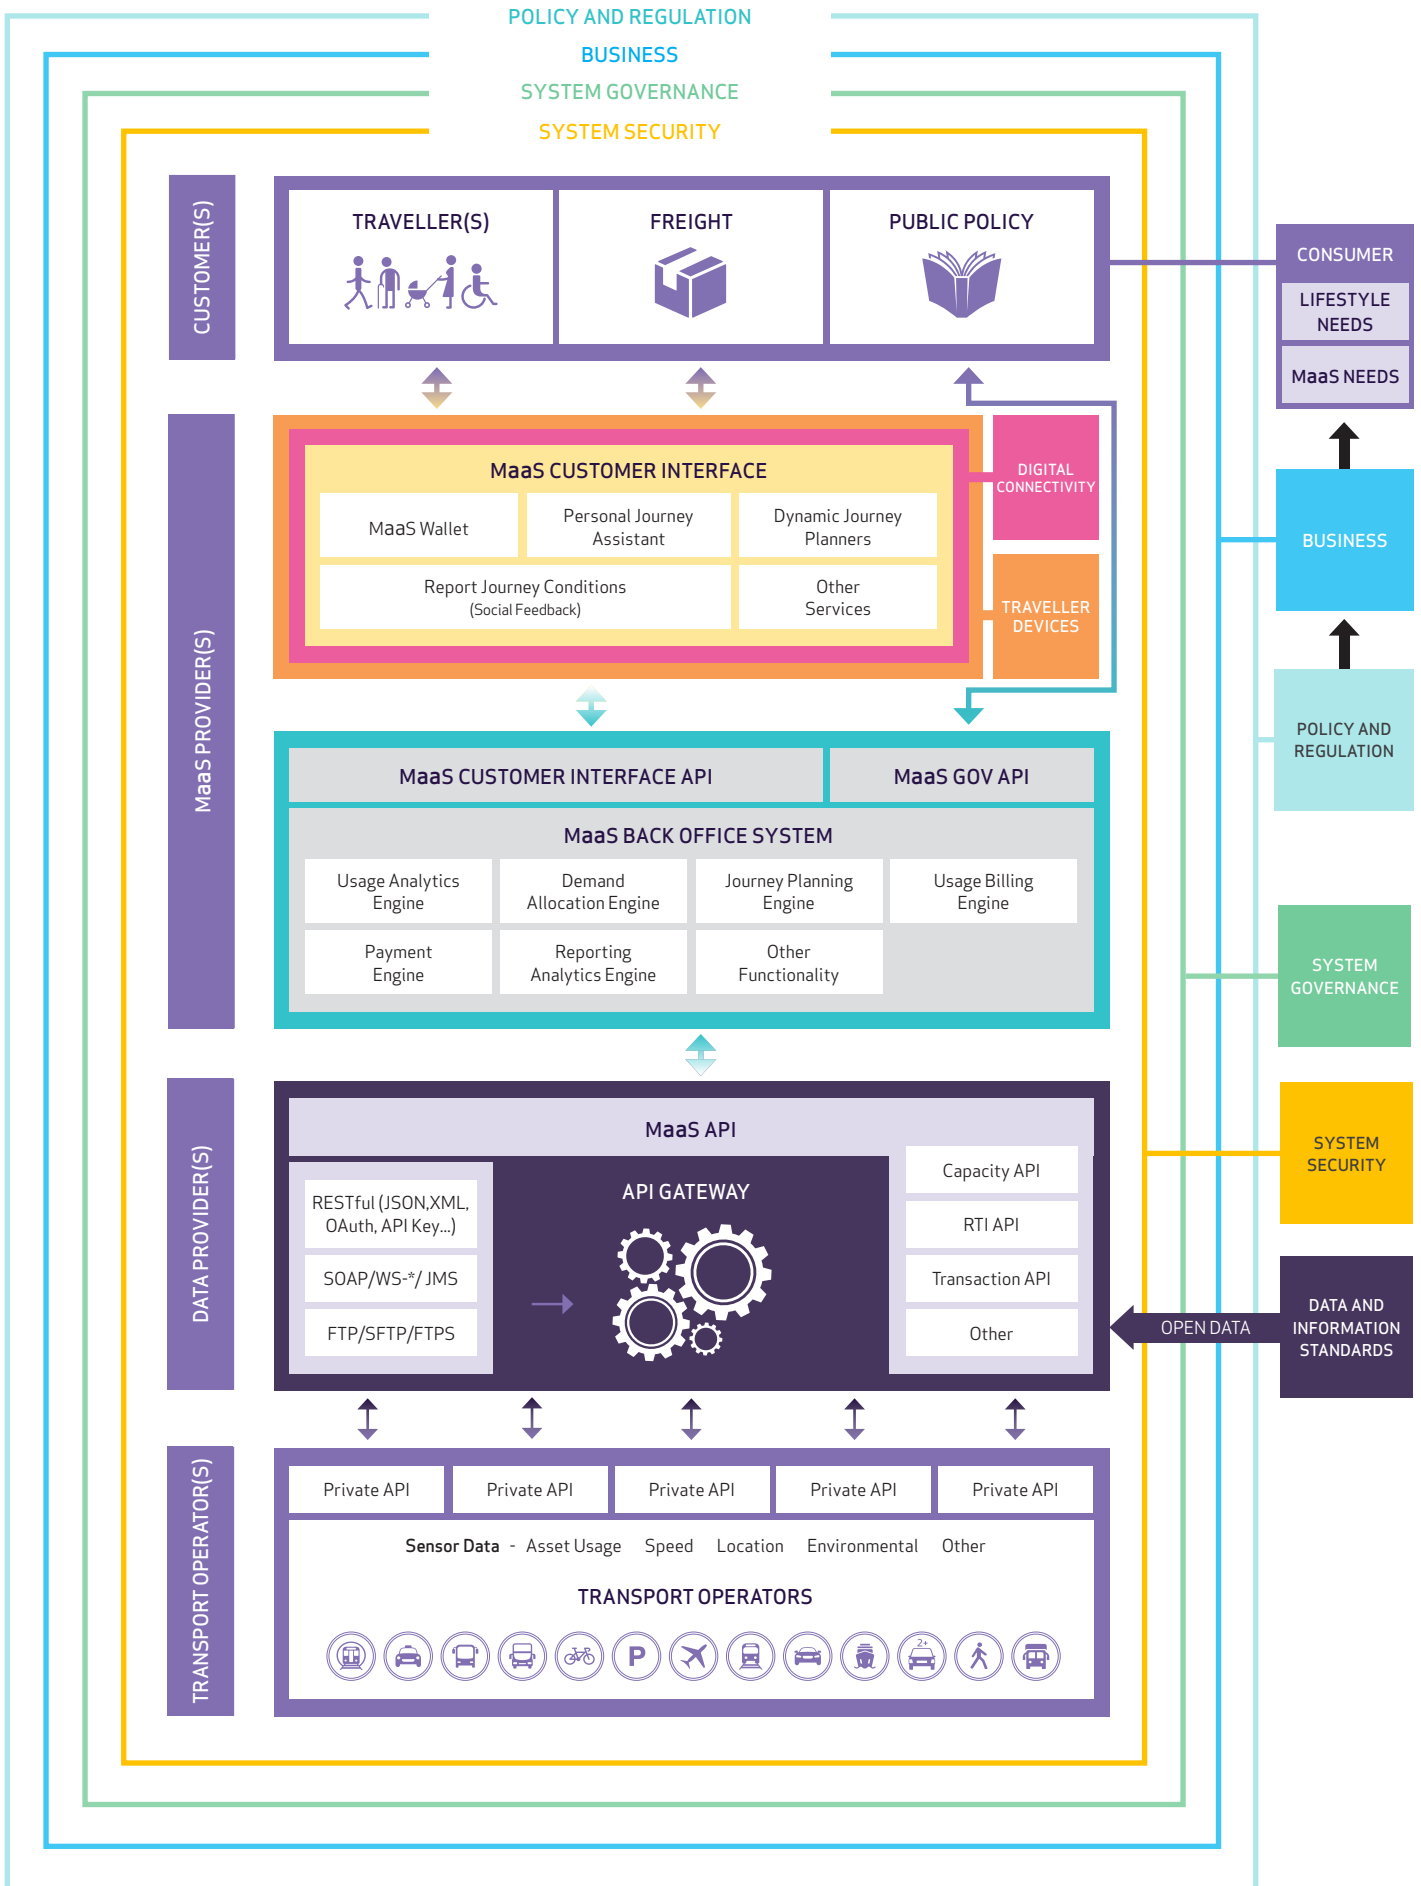 POLICY AND REGULATION
BUSINESS
SYSTEM GOVERNANCE
SYSTEM SECURITY
CUSTOMER(S)
TRAVELLER(S)
FREIGHT
PUBLIC POLICY
CONSUMER
LIFESTYLE
NEEDS
MaaS NEEDS
MaaS PROVIDER(S)
MaaS CUSTOMER INTERFACE
MaaS Wallet
Personal Journey
Assistant
Dynamic Journey
Planners
Report Journey Conditions
(Social Feedback)
Other
Services
DIGITAL
CONNECTIVITY
TRAVELLER
DEVICES
BUSINESS
POLICY AND
REGULATION
MaaS CUSTOMER INTERFACE API
MaaS GOV API
MaaS BACK OFFICE SYSTEM
Usage Analytics
Engine
Demand
Allocation Engine
Journey Planning
Engine
Usage Billing
Engine
Payment
Engine
Reporting
Analytics Engine
Other
Functionality
SYSTEM
GOVERNANCE
SYSTEM
SECURITY
DATA PROVIDER(S)
MaaS API
RESTful (JSON,XML,
OAuth, API Key...)
SOAP/WS-*/ JMS
FTP/SFTP/FTPS
API GATEWAY
Capacity API
RTI API
Transaction API
Other
OPEN DATA
DATA AND
INFORMATION
STANDARDS
TRANSPORT OPERATOR(S)
Private API
Private API
Private API
Private API
Private API
Sensor Data - Asset Usage Speed Location Environmental Other
TRANSPORT OPERATORS
P
2+